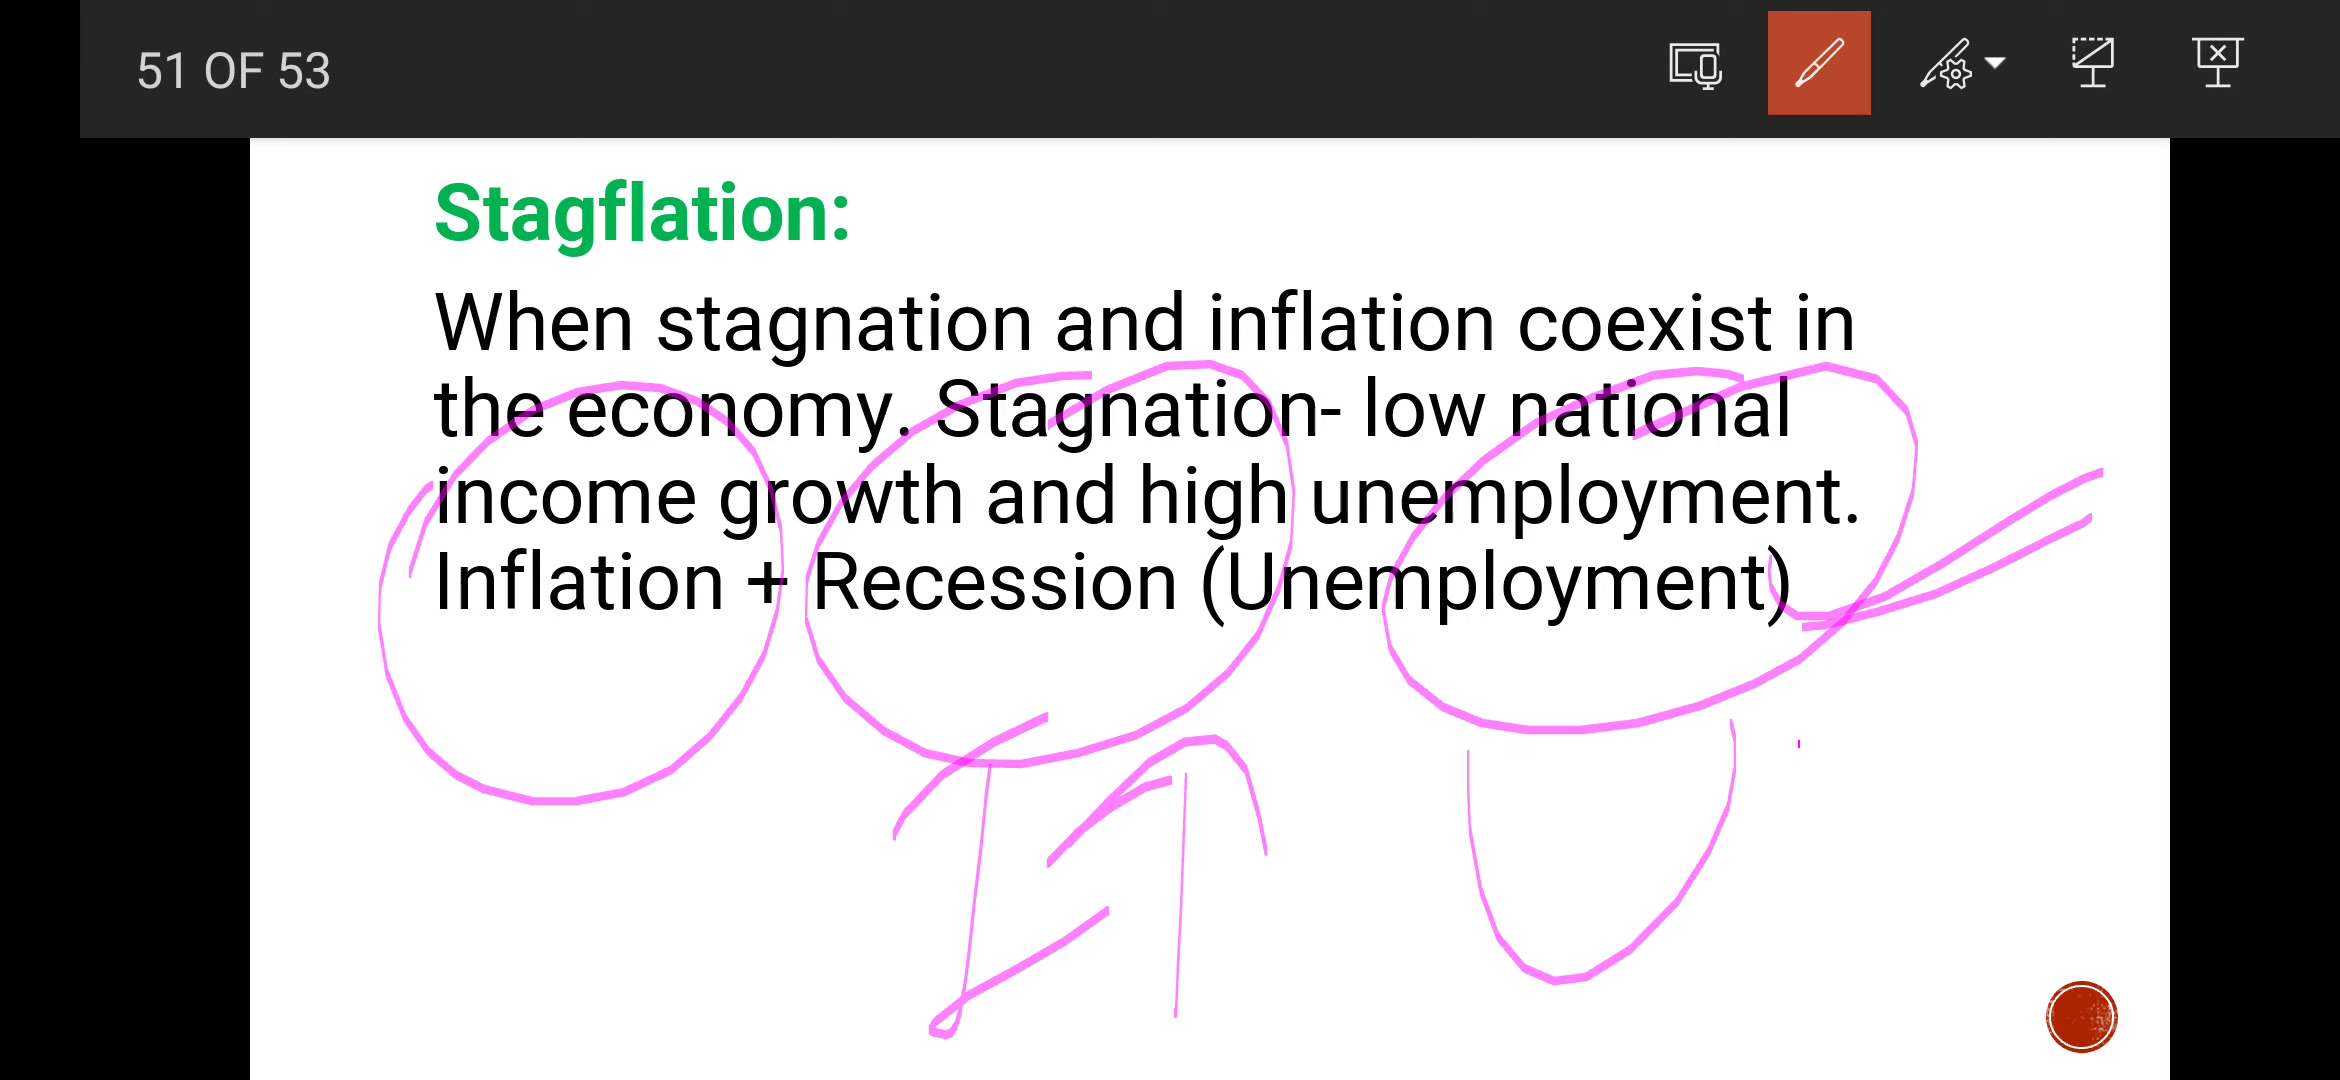 51 OF 53
Stagflation:
When stagnation and inflation coexist in
the economy. Stagnation- low national
income growth and high unemployment.
Inflation + Recession (Unemployment)